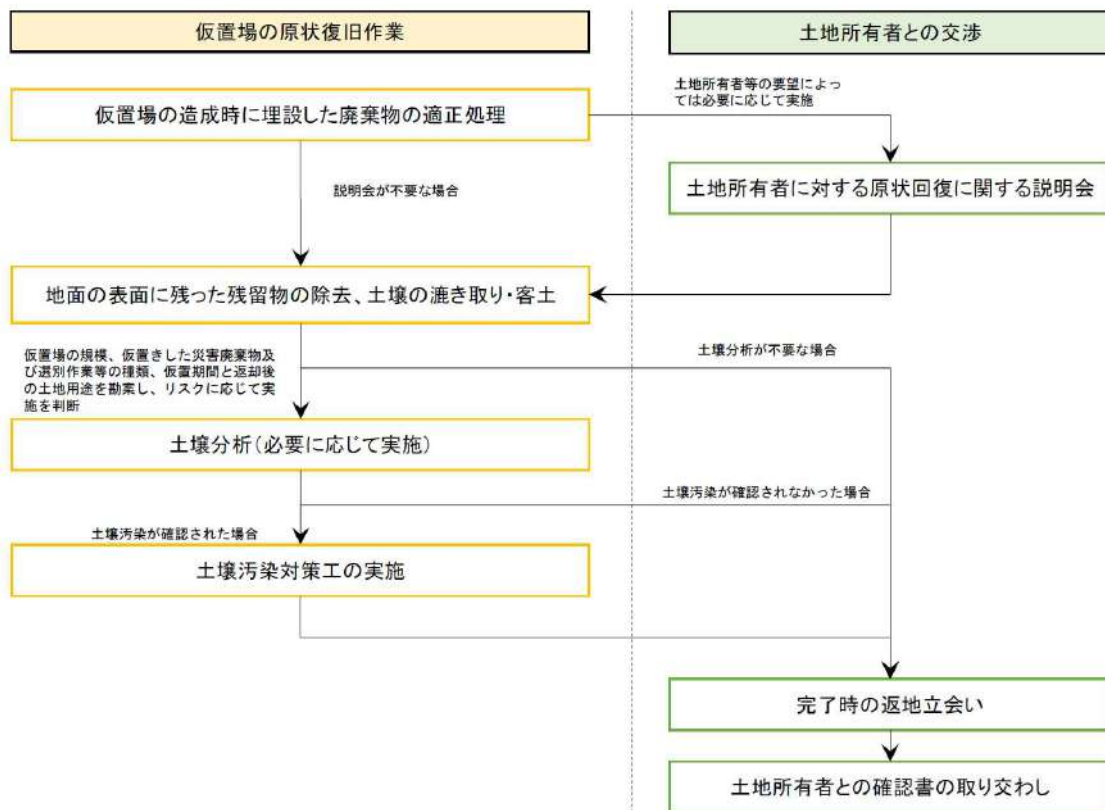 仮置場の原状復旧作業
土地所有者との交渉
土地所有者等の要望によっ
ては必要に応じて実施
仮置場の造成時に埋設した廃棄物の適正処理
土地所有者に対する原状回復に関する説明会
説明会が不要な場合
地面の表面に残った残留物の除去、土壌の漉き取り・客土
土壌分析が不要な場合
仮置場の規模、仮置きした災害廃棄物及
び選別作業等の種類、仮置期間と返却後
の土地用途を勘案し、リスクに応じて実
施を判断
土壌分析(必要に応じて実施)
土壌汚染が確認されなかった場合
土壌汚染が確認された場合
土壌汚染対策工の実施
完了時の返地立会い
土地所有者との確認書の取り交わし